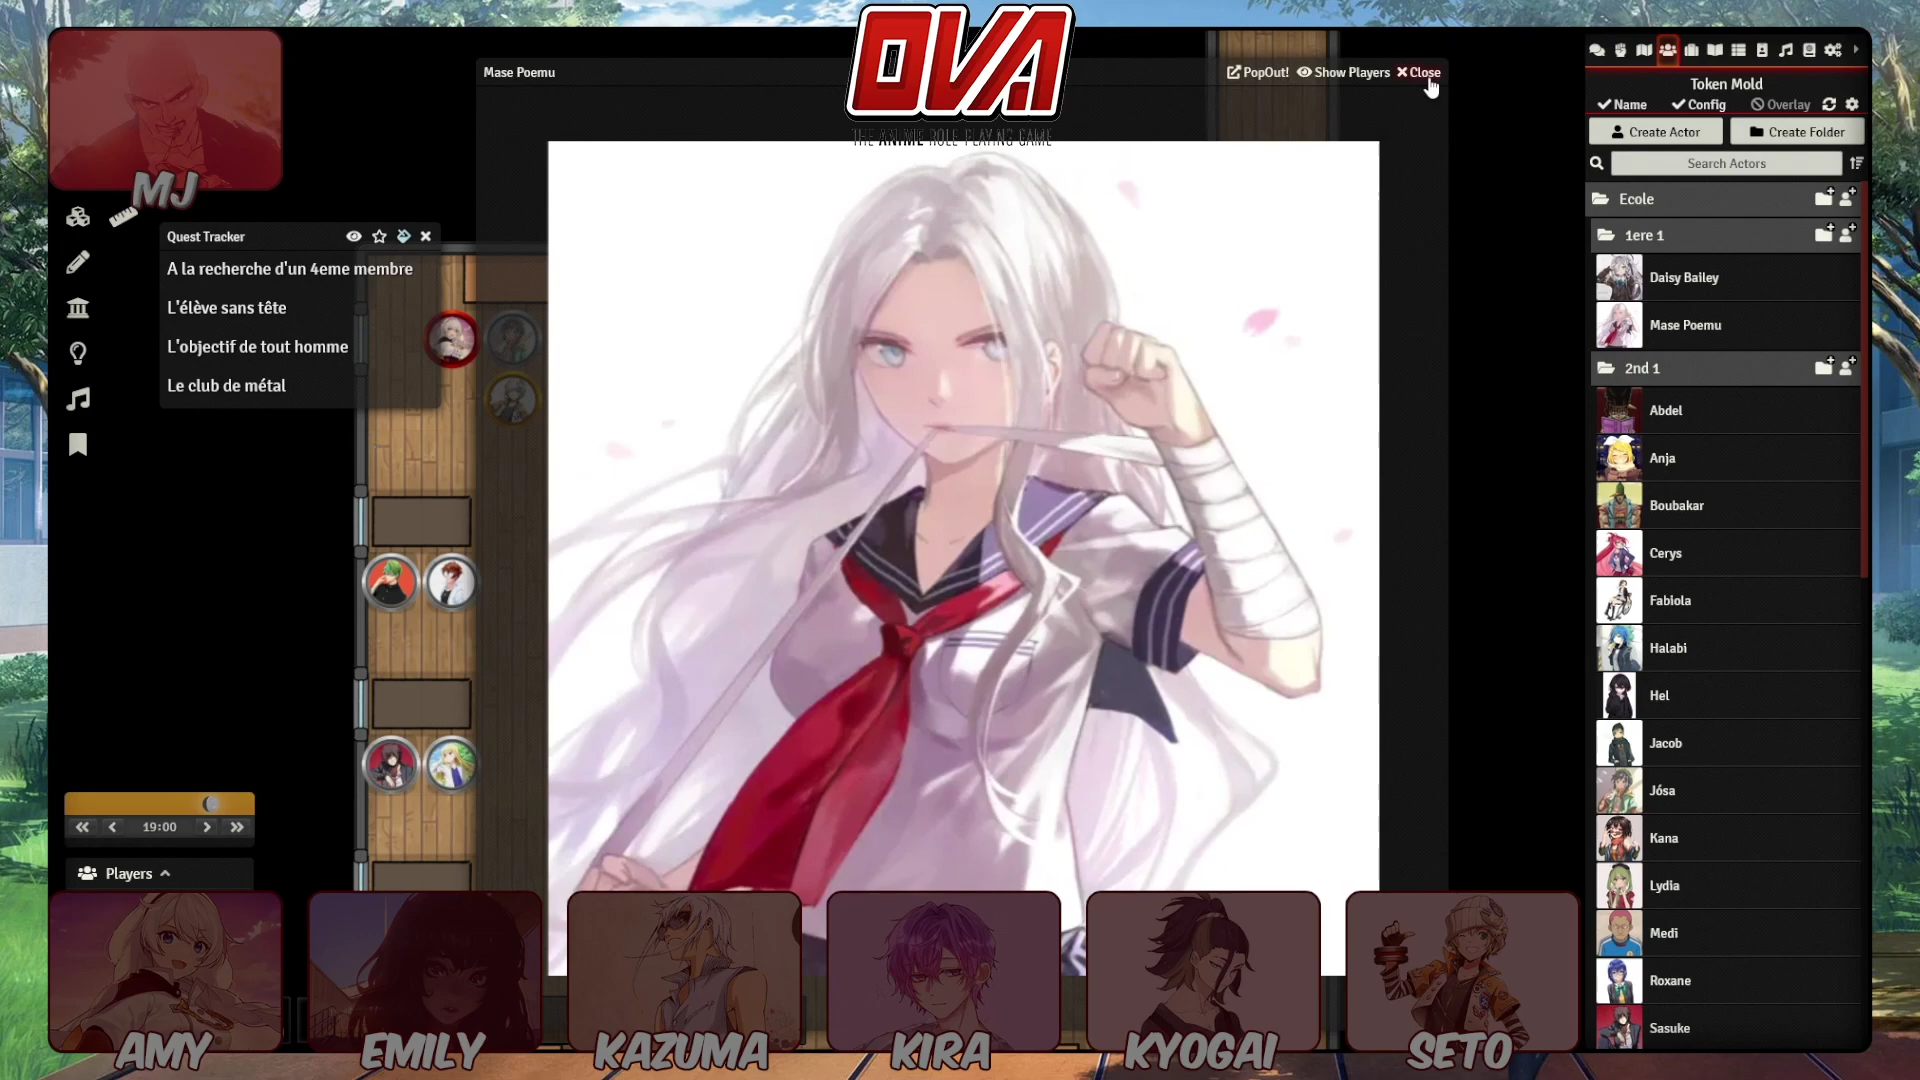 OVA
THE ANIME ROLE-PLAYING GAME
MJ
Mase Poemu
PopOut!
Show Players
Close
Quest Tracker
A la recherche d'un 4eme membre
L'élève sans tête
L'objectif de tout homme
Le club de métal
19:00
Players
Token Mold
Name
Config
Overlay
Create Actor
Create Folder
Search Actors
Ecole
1ere 1
Daisy Bailey
Mase Poemu
2nd 1
Abdel
Anja
Boubakar
Cerys
Fabiola
Halabi
Hel
Jacob
Jósa
Kana
Lydia
Medi
Roxane
Sasuke
AMY
EMILY
KAZUMA
KIRA
KYOGAI
SETO